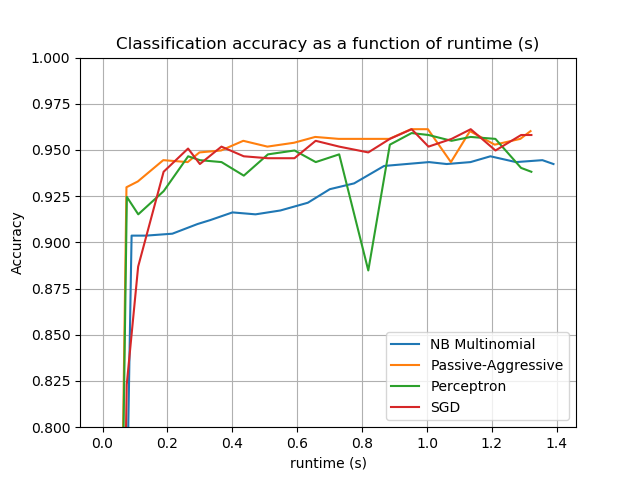 Classification accuracy as a function of runtime (s)
1.000
0.975
0.950
0.925
0.900
0.875
0.850
0.825
0.800
Accuracy
NB Multinomial
Passive-Aggressive
Perceptron
SGD
0.0 0.2 0.4 0.6 0.8 1.0 1.2 1.4
runtime (s)